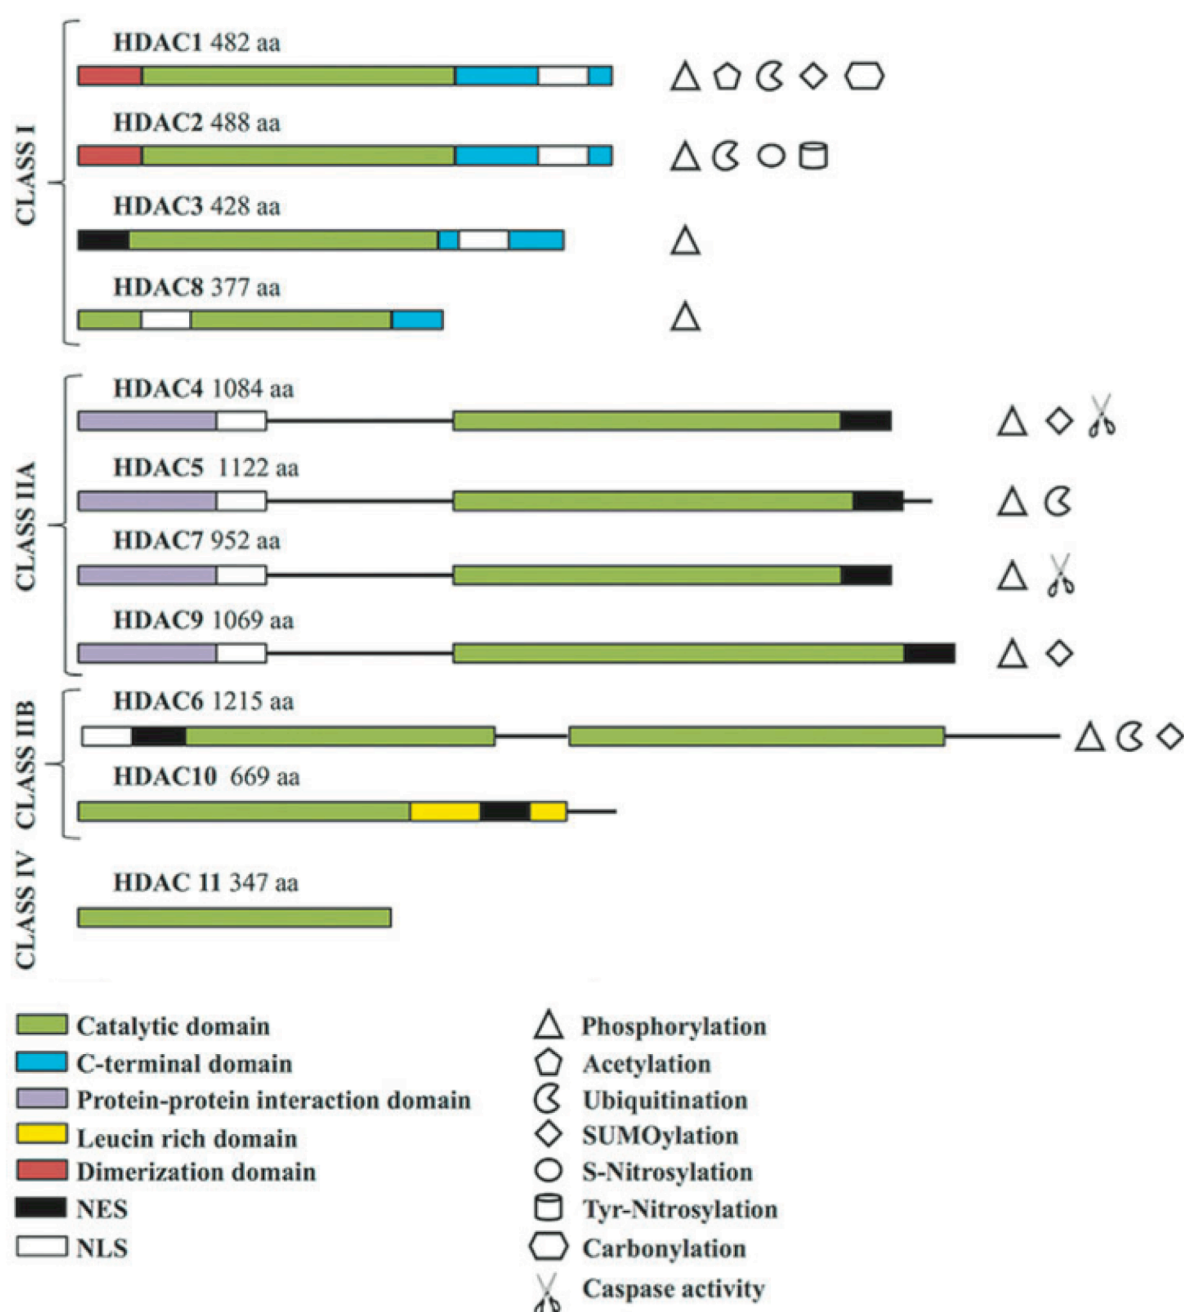 CLASS I
HDAC1 482 aa
HDAC2 488 aa
HDAC3 428 aa
HDAC8 377 aa
CLASS IIA
HDAC4 1084 aa
HDAC5 1122 aa
HDAC7 952 aa
HDAC9 1069 aa
CLASS IIB
HDAC6 1215 aa
HDAC10 669 aa
CLASS IV
HDAC 11 347 aa
Catalytic domain
C-terminal domain
Protein-protein interaction domain
Leucin rich domain
Dimerization domain
NES
NLS
Phosphorylation
Acetylation
Ubiquitination
SUMOylation
S-Nitrosylation
Tyr-Nitrosylation
Carbonylation
Caspase activity